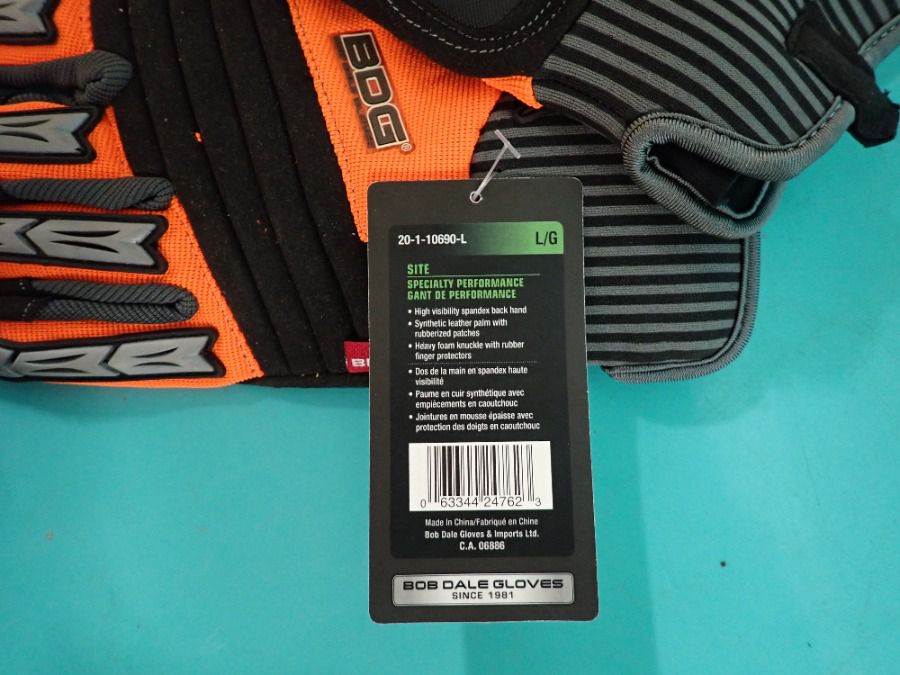 BDG®
20-1-10690-L
L/G
SITE
SPECIALTY PERFORMANCE
GANT DE PERFORMANCE
• High visibility spandex back hand
• Synthetic leather palm with
rubberized patches
• Heavy foam knuckle with rubber
finger protectors
• Dos de la main en spandex haute
visibilité
• Paume en cuir synthétique avec
empiècements en caoutchouc
• Jointures en mousse épaisse avec
protection des doigts en caoutchouc
0 63344 24762 3
Made in China/Fabriqué en Chine
Bob Dale Gloves & Imports Ltd.
C.A. 06886
BOB DALE GLOVES
SINCE 1981